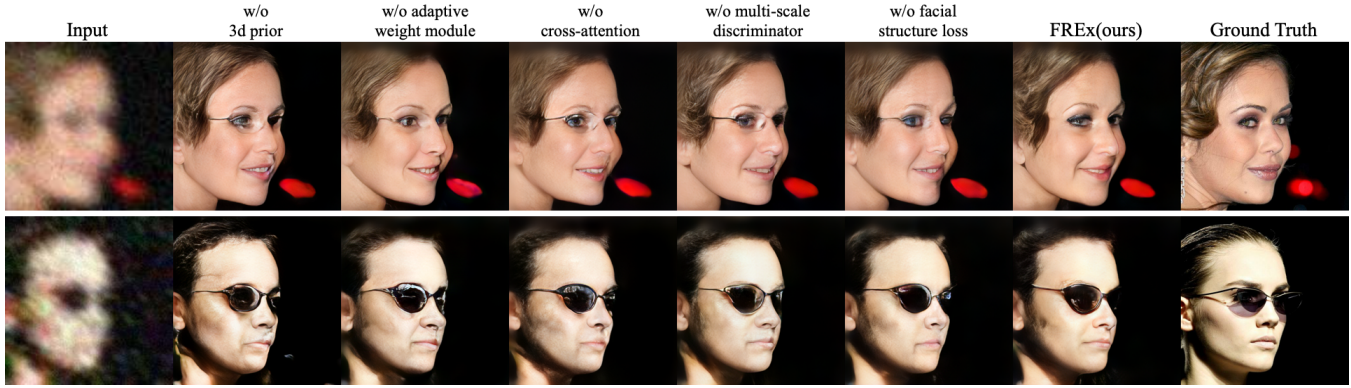 Input
w/o
3d prior
w/o adaptive
weight module
w/o
cross-attention
w/o multi-scale
discriminator
w/o facial
structure loss
FREx(ours)
Ground Truth